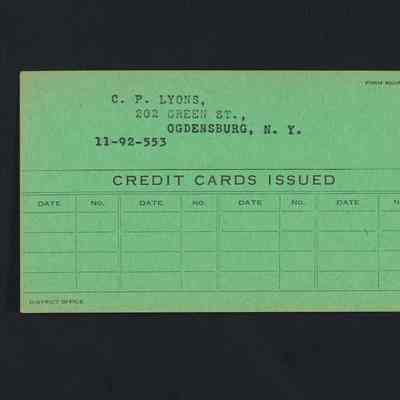 C. P. LYONS,
202 GREEN ST.,
OGDENSBURG, N. Y.
11-92-553
CREDIT CARDS ISSUED
DATE No. DATE No. DATE No. DATE
DISTRICT OFFICE